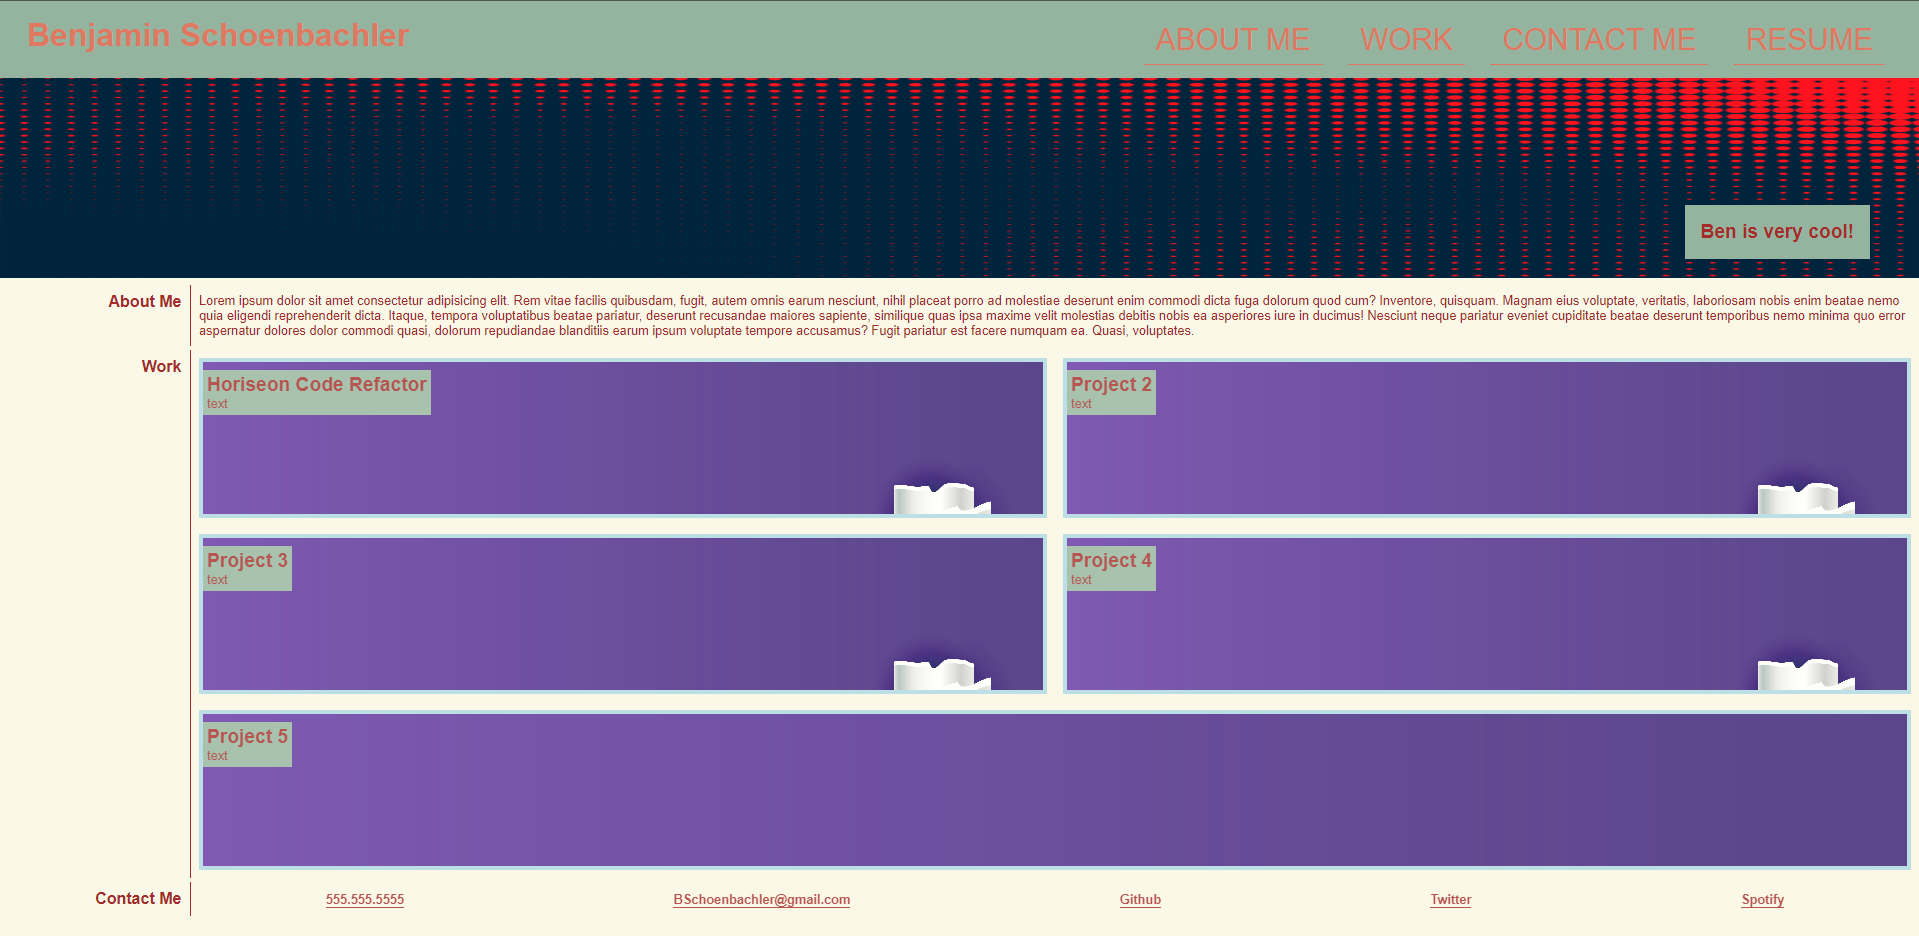 Benjamin Schoenbachler
ABOUT ME WORK CONTACT ME RESUME
Ben is very cool!
About Me
Lorem ipsum dolor sit amet consectetur adipisicing elit. Rem vitae facilis quibusdam, fugit, autem omnis earum nesciunt, nihil placeat porro ad molestiae deserunt enim commodi dicta fuga dolorum quod cum? Inventore, quisquam. Magnam eius voluptate, veritatis, laboriosam nobis enim beatae nemo
quia eligendi reprehenderit dicta. Itaque, tempora voluptatibus beatae pariatur, deserunt recusandae maiores sapiente, similique quas ipsa maxime velit molestias debitis nobis ea asperiores iure in ducimus! Nesciunt neque pariatur eveniet cupiditate beatae deserunt temporibus nemo minima quo error
aspernatur dolores dolor commodi quasi, dolorum repudiandae blanditiis earum ipsum voluptate tempore accusamus? Fugit pariatur est facere numquam ea. Quasi, voluptates.
Work
Horiseon Code Refactor
text
Project 2
text
Project 3
text
Project 4
text
Project 5
text
Contact Me
555.555.5555 BSchoenbachler@gmail.com Github Twitter Spotify